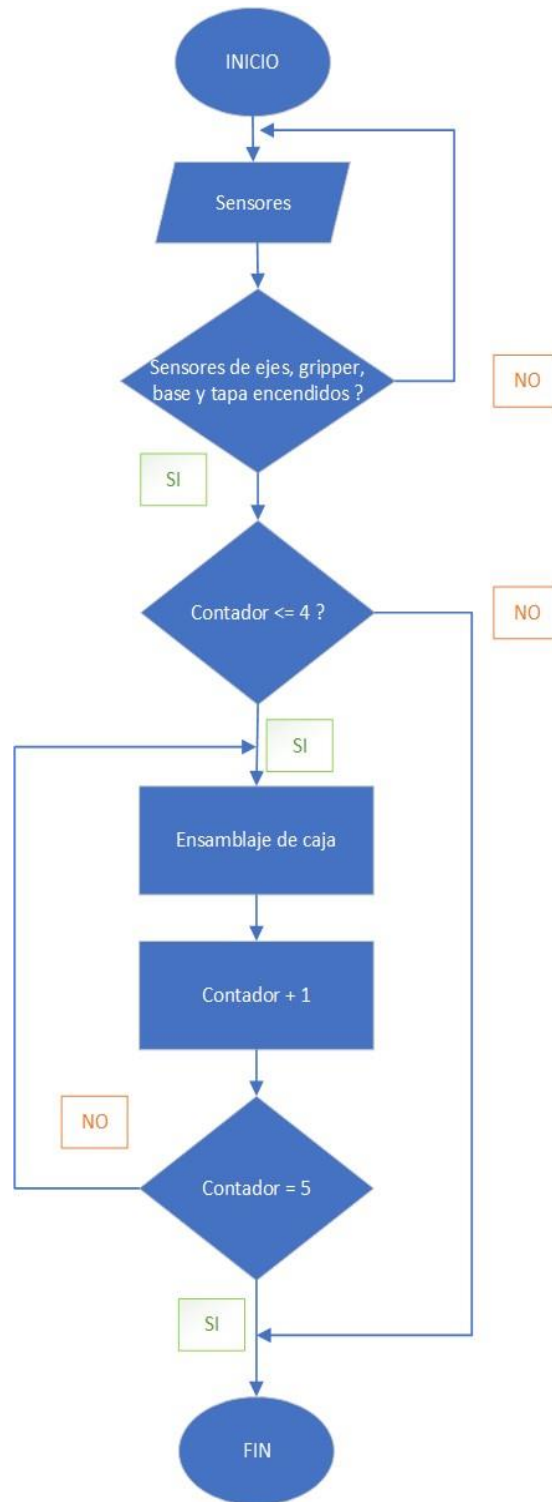 INICIO
Sensores
Sensores de ejes, gripper,
base y tapa encendidos ?
NO
SI
Contador <= 4 ?
NO
SI
Ensamblaje de caja
Contador + 1
NO
Contador = 5
SI
FIN